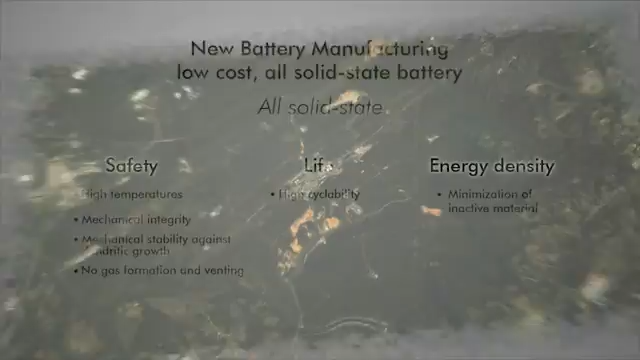 New Battery Manufacturing
low cost, all solid-state battery
All solid-state
Safety
• High temperatures
• Mechanical integrity
• Mechanical stability against
dendritic growth
• No gas formation and venting
Life
• High cyclability
Energy density
• Minimization of
inactive material